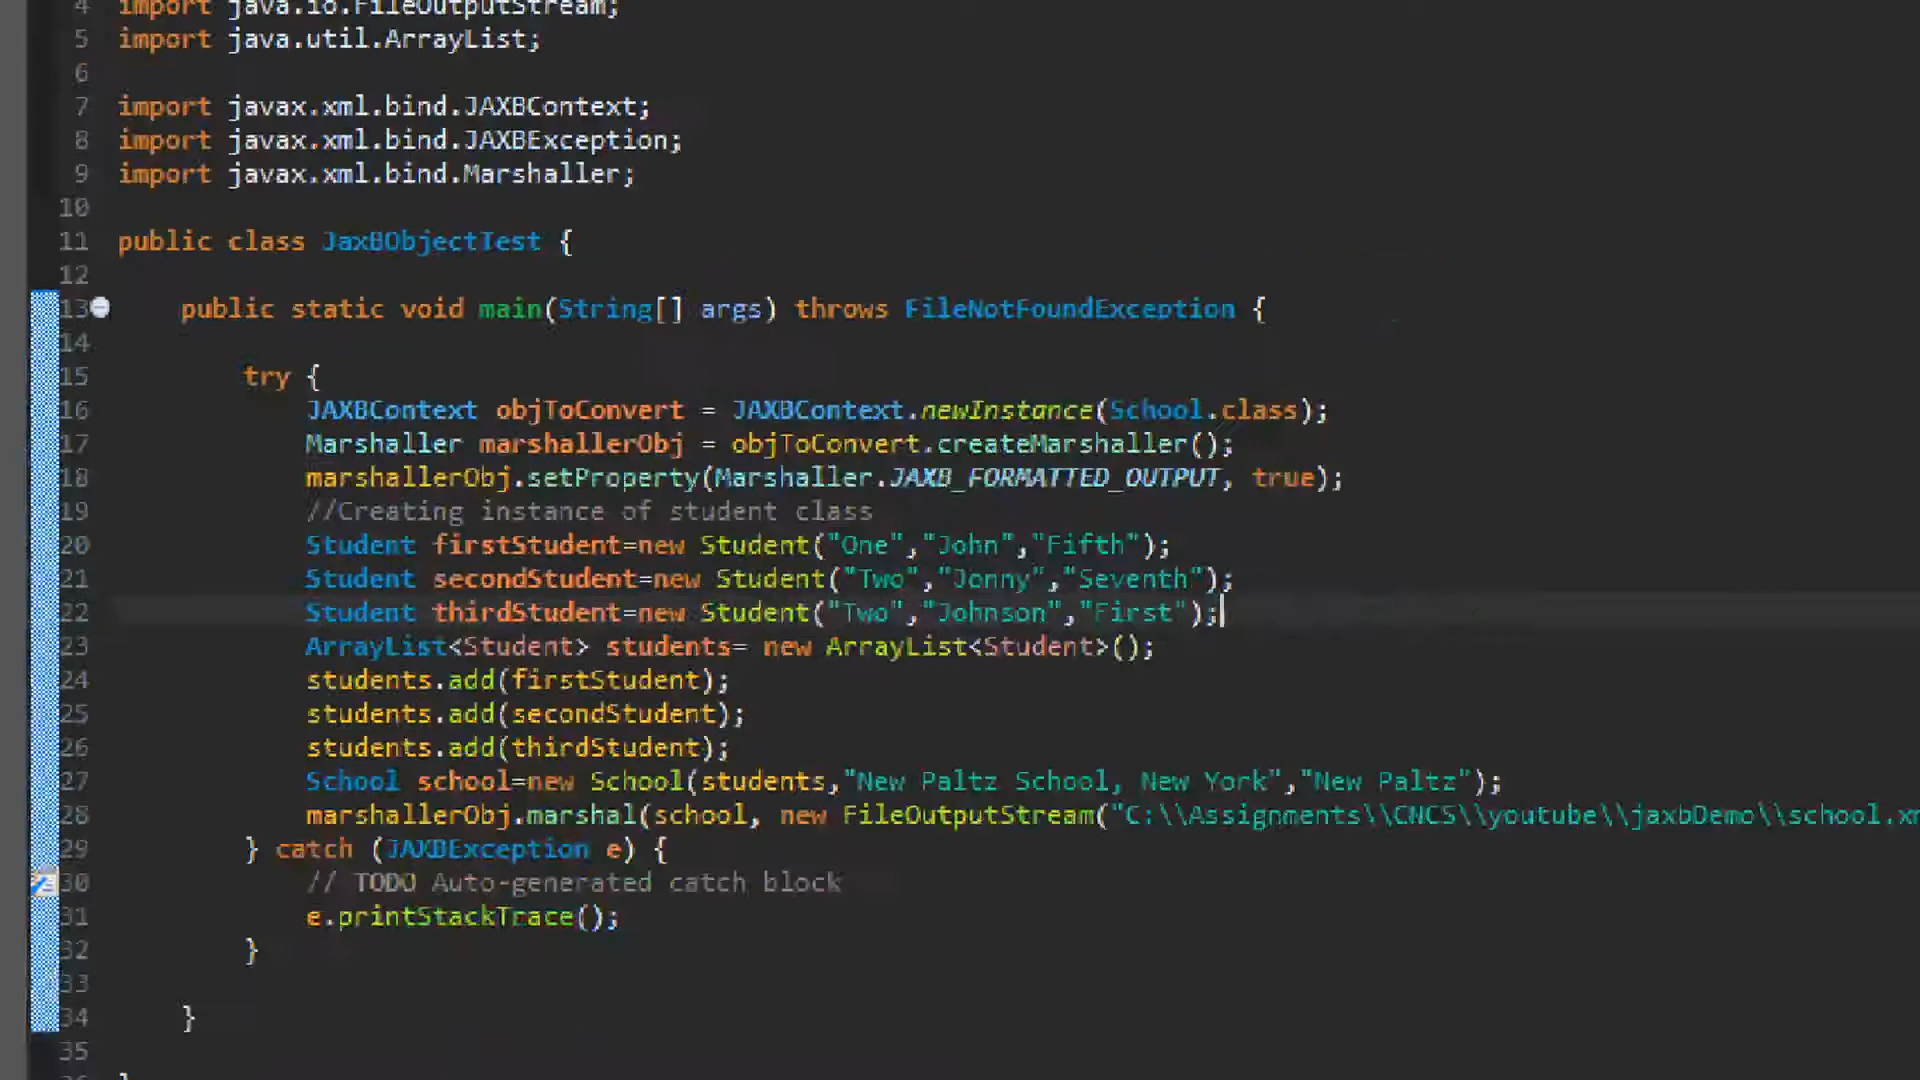 4 import java.io.FileOutputStream;
5 import java.util.ArrayList;
6
7 import javax.xml.bind.JAXBContext;
8 import javax.xml.bind.JAXBException;
9 import javax.xml.bind.Marshaller;
10
11 public class JaxBObjectTest {
12
13 public static void main(String[] args) throws FileNotFoundException {
14
15 try {
16 JAXBContext objToConvert = JAXBContext.newInstance(School.class);
17 Marshaller marshallerObj = objToConvert.createMarshaller();
18 marshallerObj.setProperty(Marshaller.JAXB_FORMATTED_OUTPUT, true);
19 //Creating instance of student class
20 Student firstStudent=new Student("One","John","Fifth");
21 Student secondStudent=new Student("Two","Jonny","Seventh");
22 Student thirdStudent=new Student("Two","Johnson","First");
23 ArrayList<Student> students= new ArrayList<Student>();
24 students.add(firstStudent);
25 students.add(secondStudent);
26 students.add(thirdStudent);
27 School school=new School(students,"New Paltz School, New York","New Paltz");
28 marshallerObj.marshal(school, new FileOutputStream("C:\\Assignments\\CNCS\\youtube\\jaxbDemo\\school.xm
29 } catch (JAXBException e) {
30 // TODO Auto-generated catch block
31 e.printStackTrace();
32 }
33
34 }
35